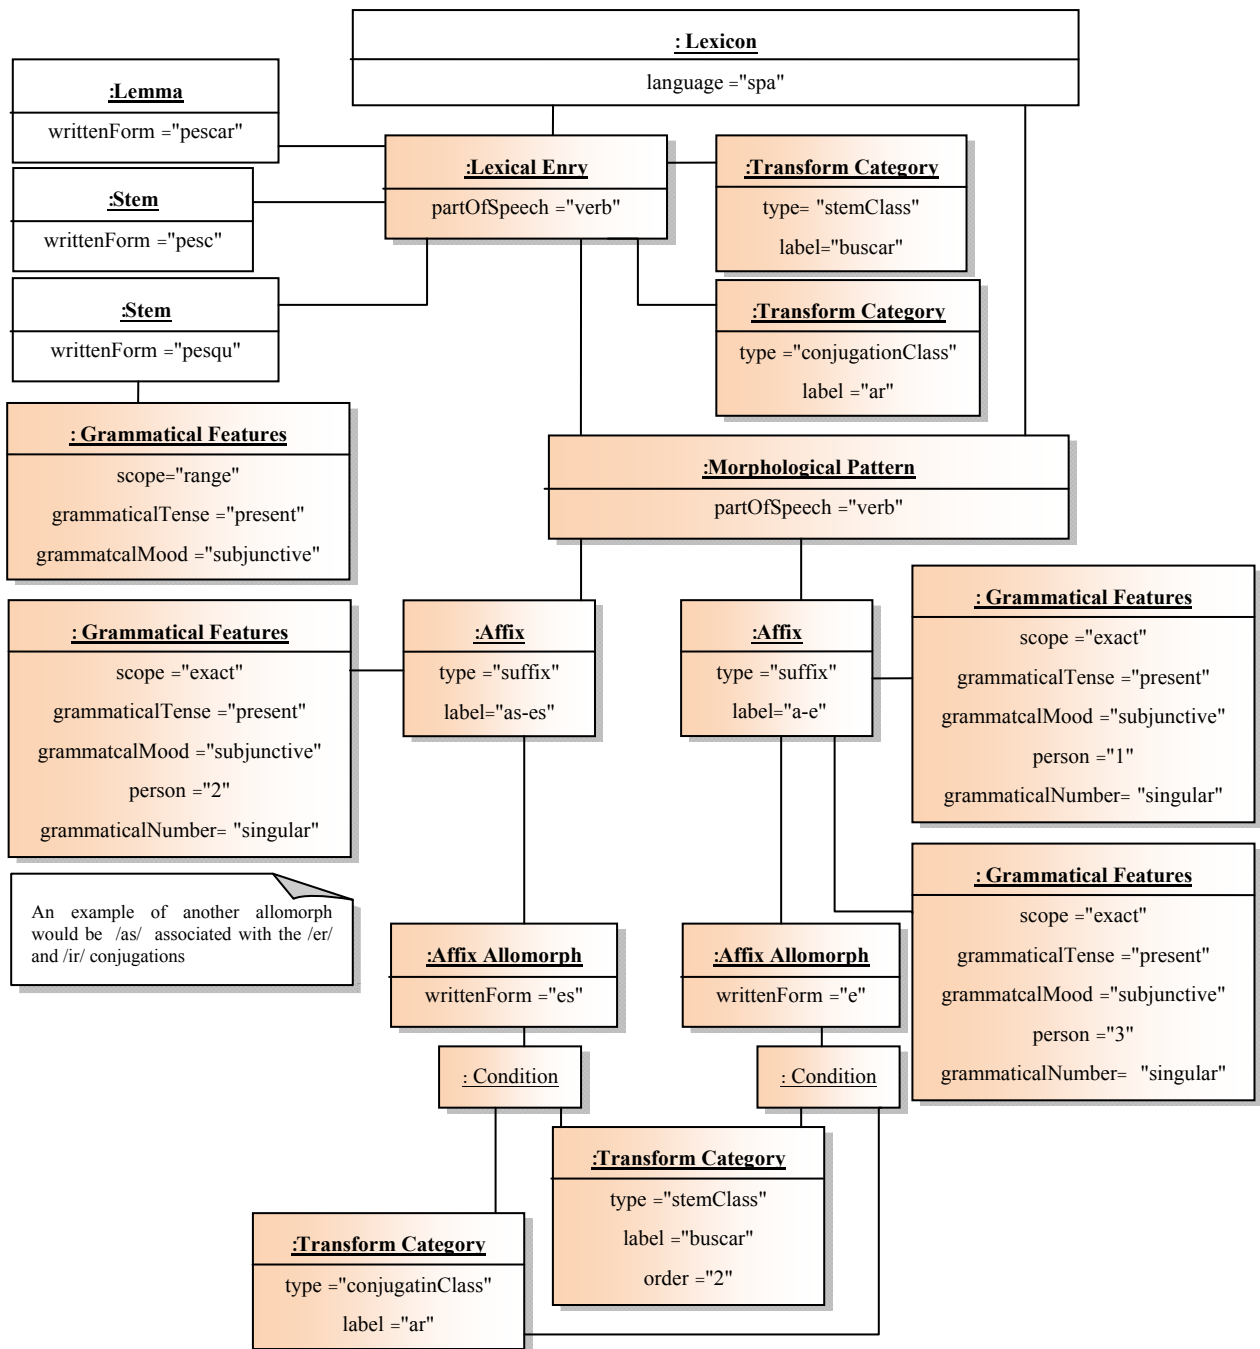 : Lexicon
language ="spa"
:Lemma
writtenForm ="pescar"
:Lexical Enry
partOfSpeech ="verb"
:Transform Category
type= "stemClass"
label="buscar"
:Stem
writtenForm ="pesc"
:Stem
writtenForm ="pesqu"
:Transform Category
type ="conjugationClass"
label ="ar"
: Grammatical Features
scope="range"
grammaticalTense ="present"
grammatcalMood ="subjunctive"
:Morphological Pattern
partOfSpeech ="verb"
: Grammatical Features
scope ="exact"
grammaticalTense ="present"
grammatcalMood ="subjunctive"
person ="2"
grammaticalNumber= "singular"
:Affix
type ="suffix"
label="as-es"
:Affix
type ="suffix"
label="a-e"
: Grammatical Features
scope ="exact"
grammaticalTense ="present"
grammatcalMood ="subjunctive"
person ="1"
grammaticalNumber= "singular"
: Grammatical Features
scope ="exact"
grammaticalTense ="present"
grammatcalMood ="subjunctive"
person ="3"
grammaticalNumber= "singular"
An example of another allomorph
would be /as/ associated with the /er/
and /ir/ conjugations
:Affix Allomorph
writtenForm ="es"
:Affix Allomorph
writtenForm ="e"
: Condition
: Condition
:Transform Category
type ="stemClass"
label ="buscar"
order ="2"
:Transform Category
type ="conjugatinClass"
label ="ar"